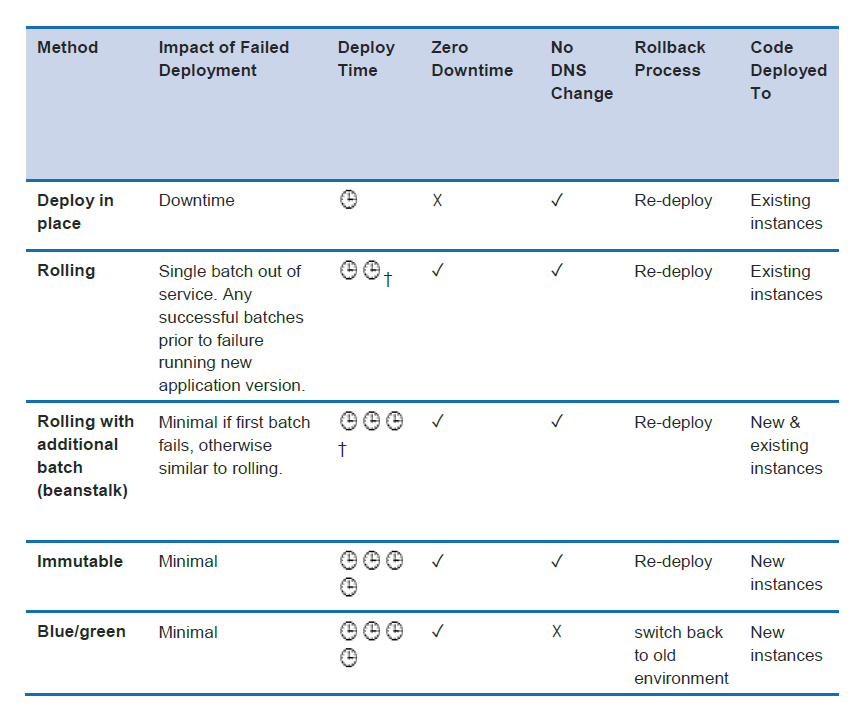 Method
Impact of Failed
Deployment
Deploy
Time
Zero
Downtime
No
DNS
Change
Rollback
Process
Code
Deployed
To
Deploy in
place
Downtime
X
✓
Re-deploy
Existing
instances
Rolling
Single batch out of
service. Any
successful batches
prior to failure
running new
application version.
†
✓
✓
Re-deploy
Existing
instances
Rolling with
additional
batch
(beanstalk)
Minimal if first batch
fails, otherwise
similar to rolling.
†
✓
✓
Re-deploy
New &
existing
instances
Immutable
Minimal
✓
✓
Re-deploy
New
instances
Blue/green
Minimal
✓
X
switch back
to old
environment
New
instances